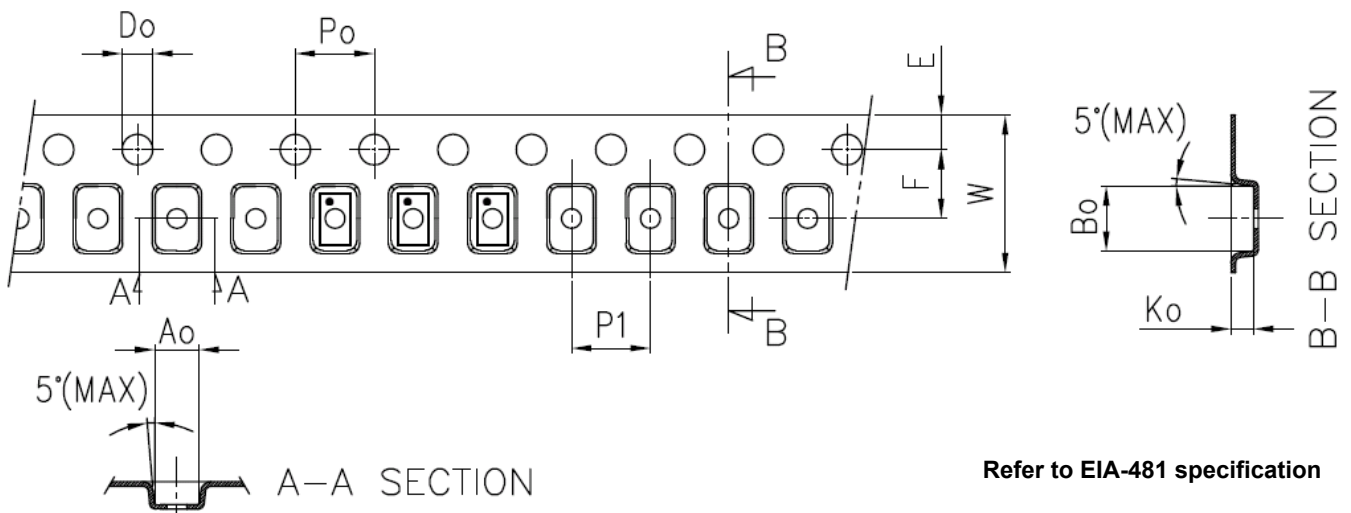 Do
Po
B
E
5°(MAX)
F
W
Bo
B-B SECTION
A
A
Ko
P1
B
Ao
5°(MAX)
A-A SECTION
Refer to EIA-481 specification